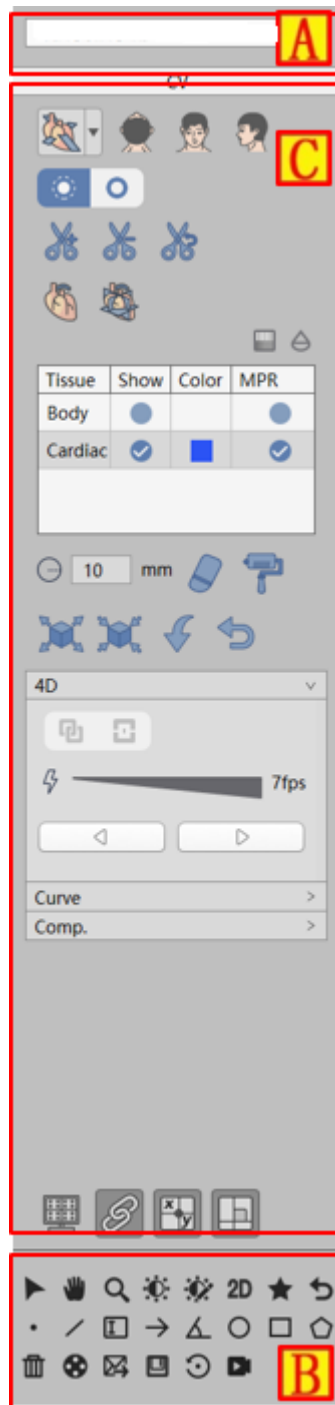 A
CV
C
Tissue Show Color MPR
Body
Cardiac
10 mm
4D
7fps
Curve
Comp.
x
y
2D
B